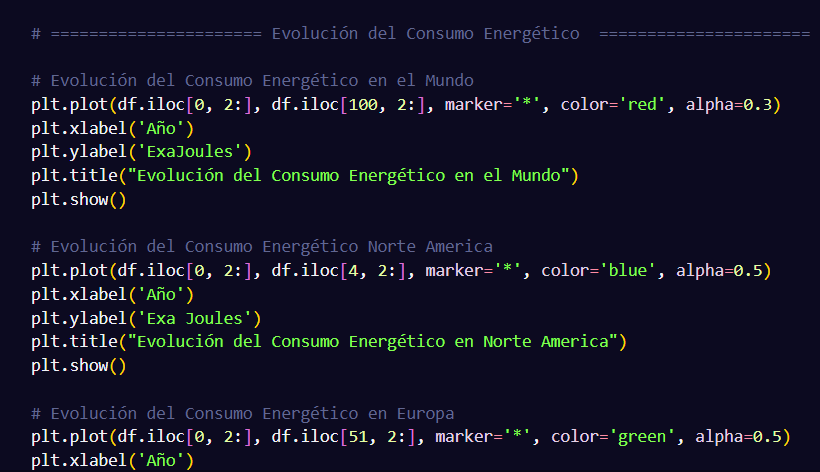 # ====================== Evolución del Consumo Energético  ======================
# Evolución del Consumo Energético en el Mundo
plt.plot(df.iloc[0, 2:], df.iloc[100, 2:], marker='*', color='red', alpha=0.3)
plt.xlabel('Año')
plt.ylabel('ExaJoules')
plt.title("Evolución del Consumo Energético en el Mundo")
plt.show()
# Evolución del Consumo Energético Norte America
plt.plot(df.iloc[0, 2:], df.iloc[4, 2:], marker='*', color='blue', alpha=0.5)
plt.xlabel('Año')
plt.ylabel('Exa Joules')
plt.title("Evolución del Consumo Energético en Norte America")
plt.show()
# Evolución del Consumo Energético en Europa
plt.plot(df.iloc[0, 2:], df.iloc[51, 2:], marker='*', color='green', alpha=0.5)
plt.xlabel('Año')